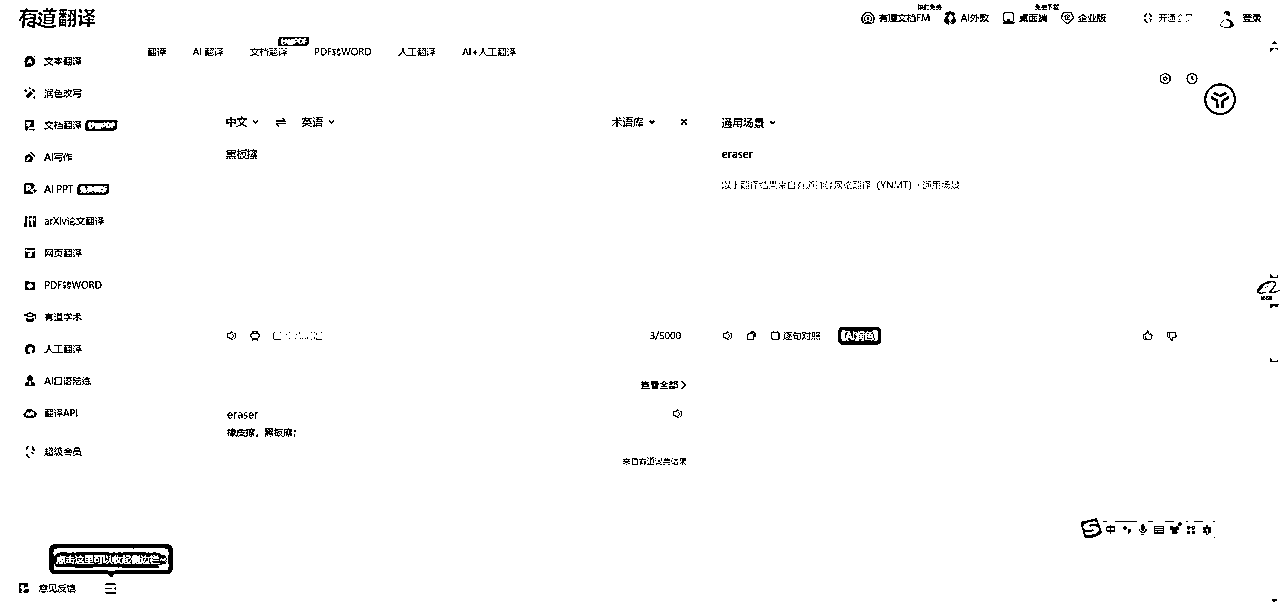 有道翻译
有道文档FM AI外教 桌面端 企业版 开通会员 登录
翻译 AI 翻译 文档翻译 PDF转WORD 人工翻译 AI+人工翻译
文本翻译
润色改写
文档翻译
AI写作
AI PPT
arXiv论文翻译
网页翻译
PDF转WORD
有道学术
人工翻译
AI口语陪练
翻译API
超级会员
中文 英语 术语库 通用场景
黑板擦
eraser
以上翻译结果来自有道神经网络翻译（YNMT）· 通用场景
3/5000
逐句对照 AI润色
查看全部
eraser
橡皮擦，黑板擦；
来自有道词典结果
点击这里可以收起侧边栏~
意见反馈
中